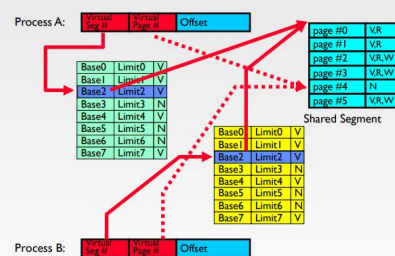 Process A:
Virtual Seg #
Virtual Page #
Offset
Base0 Limit0 V
Base1 Limit1 V
Base2 Limit2 V
Base3 Limit3 N
Base4 Limit4 V
Base5 Limit5 N
Base6 Limit6 N
Base7 Limit7 V
page #0 V,R
page #1 V,R
page #2 V,R,W
page #3 V,R,W
page #4 N
page #5 V,R,W
Shared Segment
Base0 Limit0 V
Base1 Limit1 V
Base2 Limit2 V
Base3 Limit3 N
Base4 Limit4 V
Base5 Limit5 N
Base6 Limit6 N
Base7 Limit7 V
Process B:
Virtual Seg #
Virtual Page #
Offset